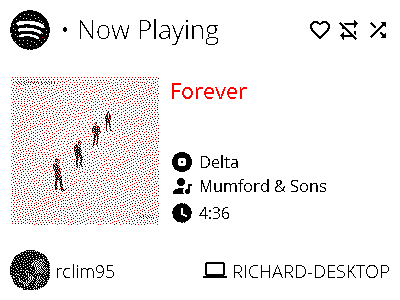 • Now Playing
Forever
Delta
Mumford & Sons
4:36
rclim95
RICHARD-DESKTOP